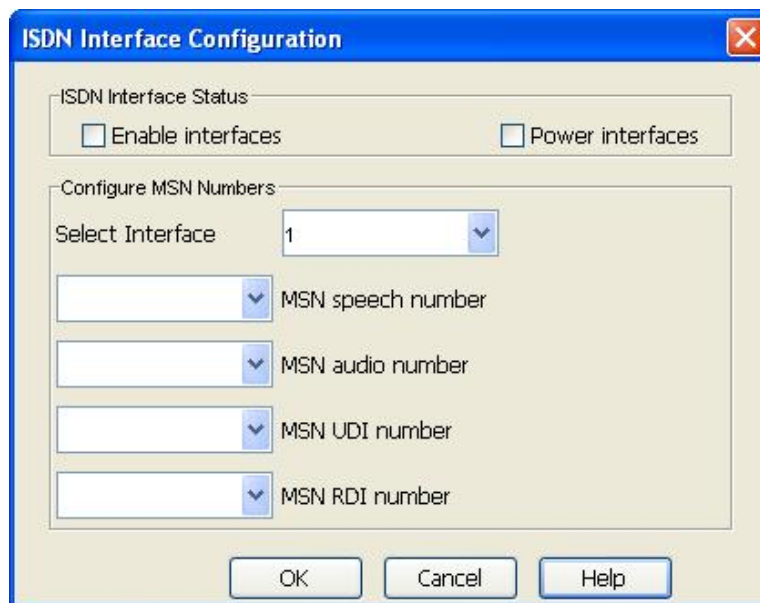 ISDN Interface Configuration
ISDN Interface Status
Enable interfaces Power interfaces
Configure MSN Numbers
Select Interface 1
MSN speech number
MSN audio number
MSN UDI number
MSN RDI number
OK Cancel Help